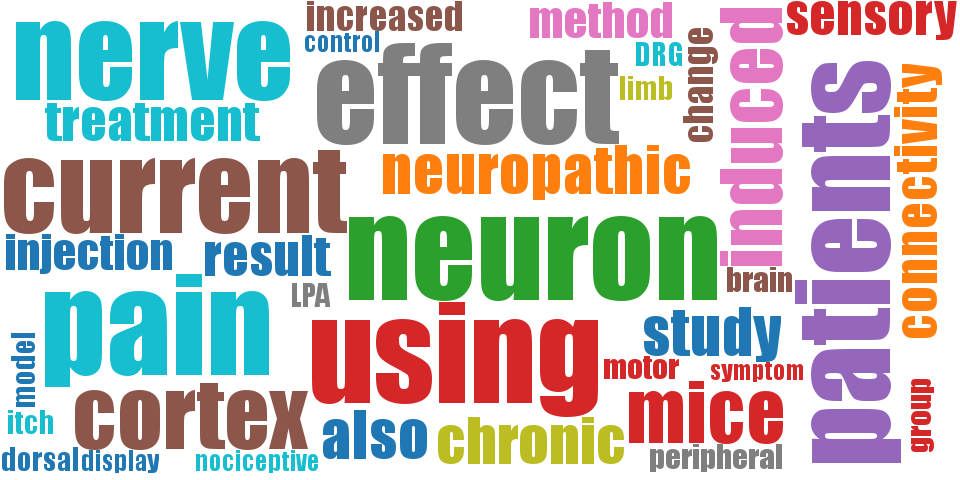 nerve
increased
control
method
DRG
limb
change
induced
sensory
treatment
effect
patients
connectivity
current
neuropathic
injection
result
neuron
LPA
brain
pain
using
study
model
motor
symptom
cortex
mice
group
itch
also
chronic
dorsal
display
nociceptive
peripheral